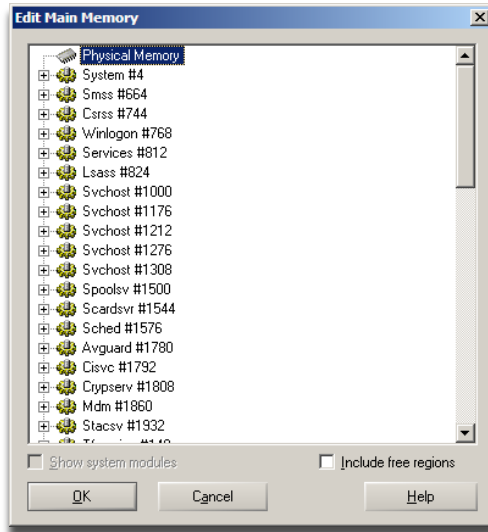 Edit Main Memory
Physical Memory
System #4
Smss #664
Csrss #744
Winlogon #768
Services #812
Lsass #824
Svchost #1000
Svchost #1176
Svchost #1212
Svchost #1276
Svchost #1308
Spoolsv #1500
Scardsvr #1544
Sched #1576
Avguard #1780
Cisvc #1792
Crypserv #1808
Mdm #1860
Stacsv #1932
Show system modules Include free regions
OK Cancel Help